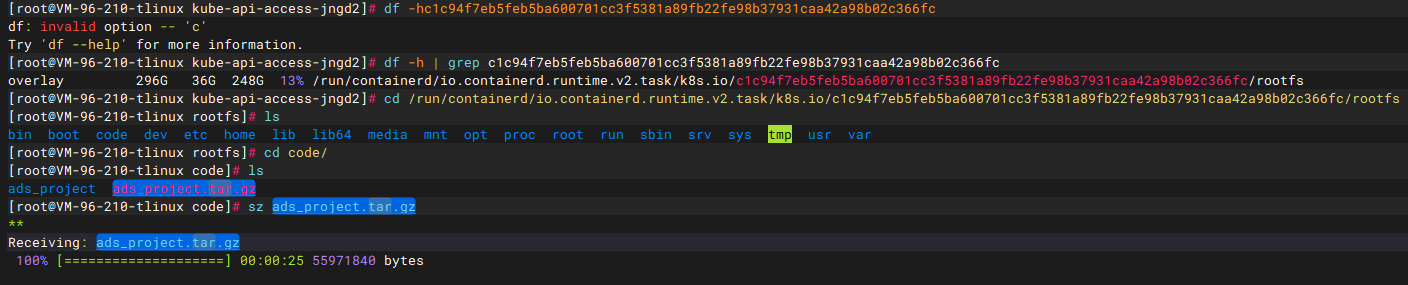 [root@VM-96-210-tlinux kube-api-access-jngd2]# df -hc1c94f7eb5feb5ba600701cc3f5381a89fb22fe98b37931caa42a98b02c366fc
df: invalid option -- 'c'
Try 'df --help' for more information.
[root@VM-96-210-tlinux kube-api-access-jngd2]# df -h | grep c1c94f7eb5feb5ba600701cc3f5381a89fb22fe98b37931caa42a98b02c366fc
overlay         296G   36G  248G  13% /run/containerd/io.containerd.runtime.v2.task/k8s.io/c1c94f7eb5feb5ba600701cc3f5381a89fb22fe98b37931caa42a98b02c366fc/rootfs
[root@VM-96-210-tlinux kube-api-access-jngd2]# cd /run/containerd/io.containerd.runtime.v2.task/k8s.io/c1c94f7eb5feb5ba600701cc3f5381a89fb22fe98b37931caa42a98b02c366fc/rootfs
[root@VM-96-210-tlinux rootfs]# ls
bin  boot  code  dev  etc  home  lib  lib64  media  mnt  opt  proc  root  run  sbin  srv  sys  tmp  usr  var
[root@VM-96-210-tlinux rootfs]# cd code/
[root@VM-96-210-tlinux code]# ls
ads_project  ads_project.tar.gz
[root@VM-96-210-tlinux code]# sz ads_project.tar.gz
**
Receiving: ads_project.tar.gz
 100% [====================] 00:00:25 55971840 bytes